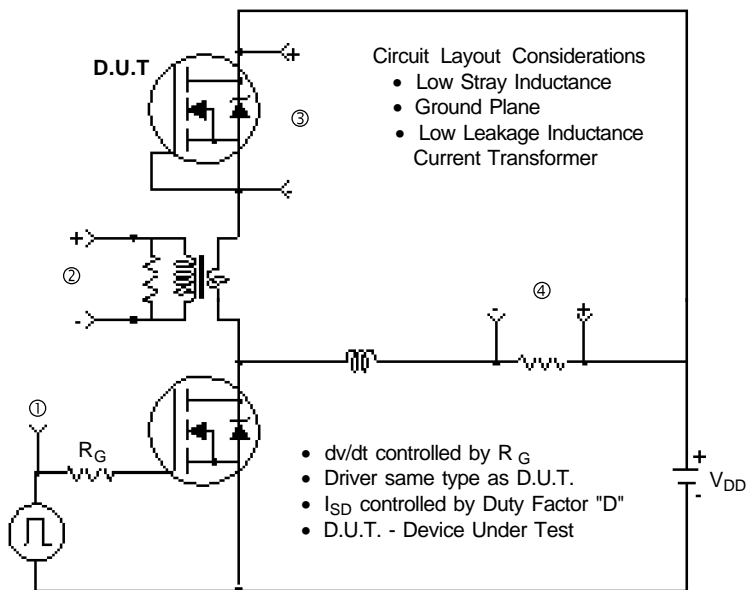 D.U.T
+
-
③
Circuit Layout Considerations
• Low Stray Inductance
• Ground Plane
• Low Leakage Inductance
Current Transformer
+
②
-
④
-
+
①
R G
• dv/dt controlled by R G
• Driver same type as D.U.T.
• I SD controlled by Duty Factor "D"
• D.U.T. - Device Under Test
+
-
V DD